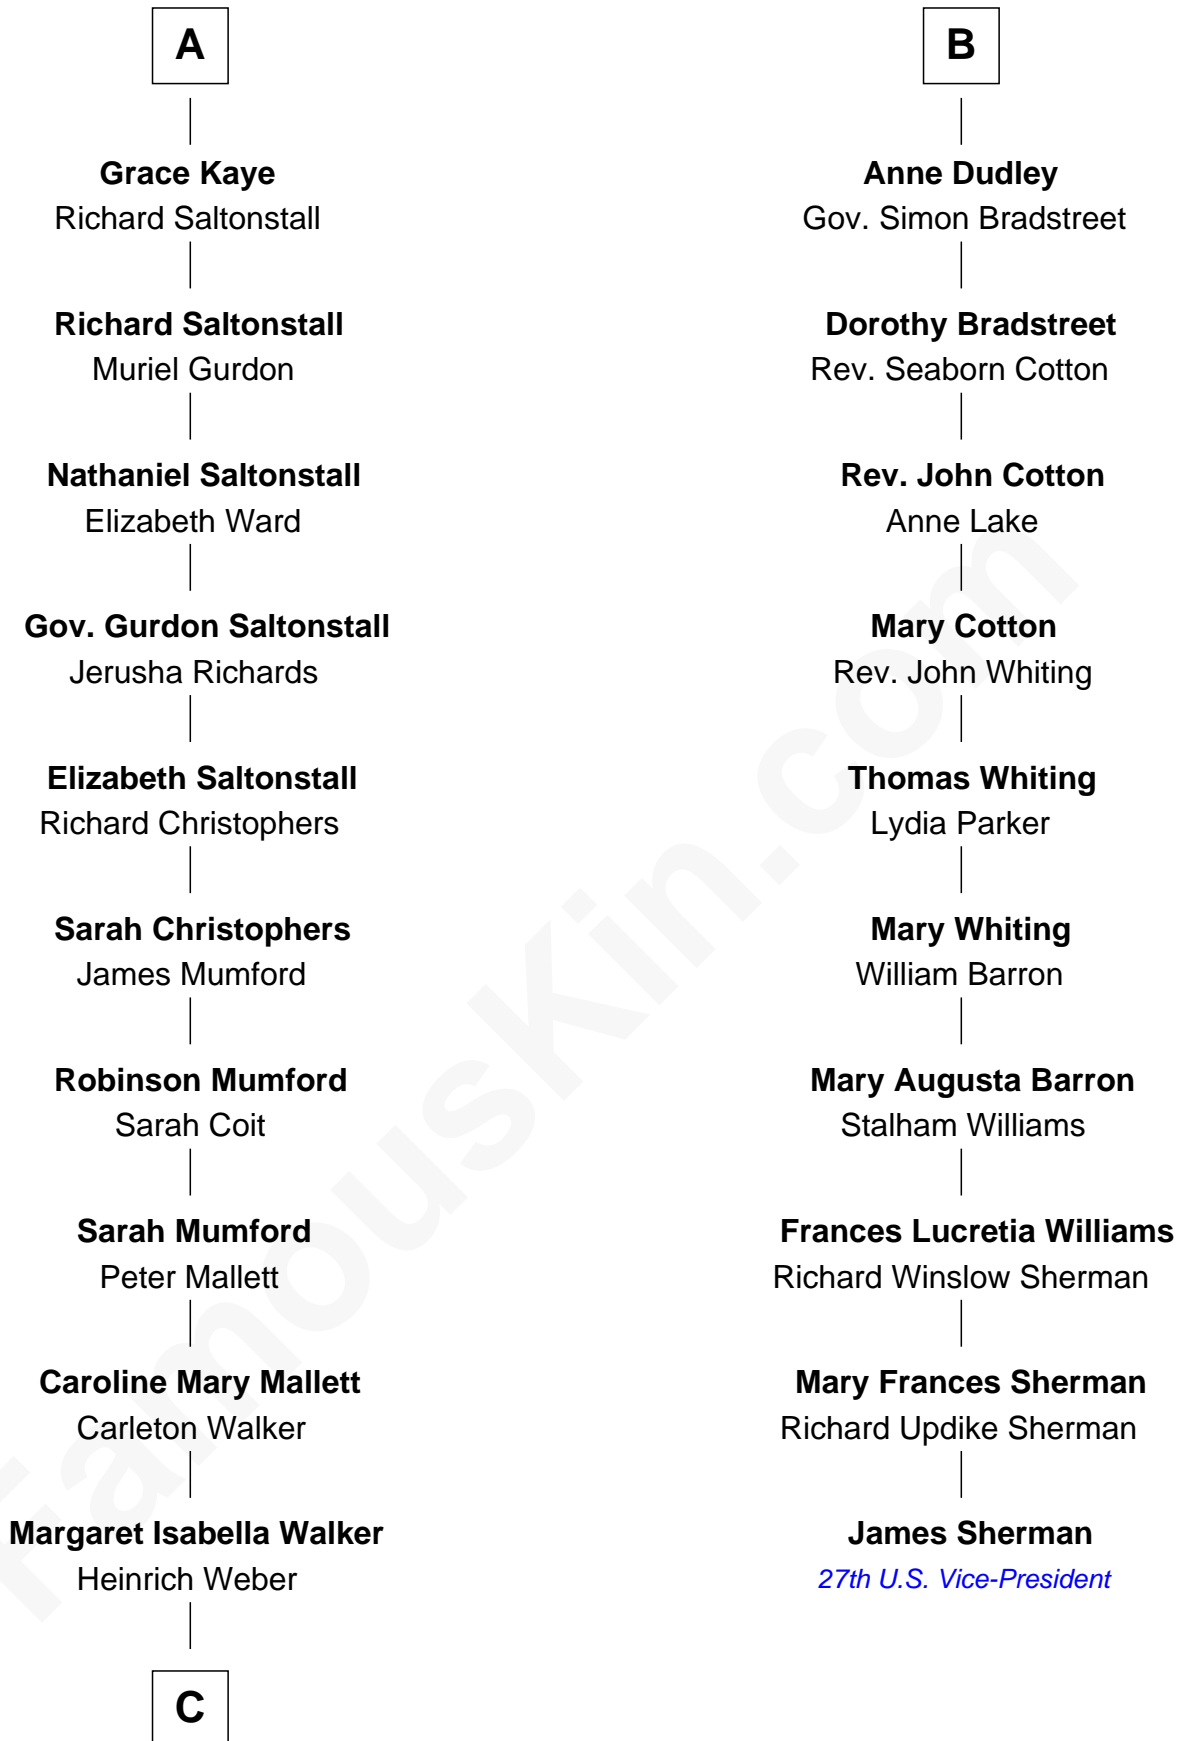 A
Grace Kaye
Richard Saltonstall
Richard Saltonstall
Muriel Gurdon
Nathaniel Saltonstall
Elizabeth Ward
Gov. Gurdon Saltonstall
Jerusha Richards
Elizabeth Saltonstall
Richard Christophers
Sarah Christophers
James Mumford
Robinson Mumford
Sarah Coit
Sarah Mumford
Peter Mallett
Caroline Mary Mallett
Carleton Walker
Margaret Isabella Walker
Heinrich Weber
C
B
Anne Dudley
Gov. Simon Bradstreet
Dorothy Bradstreet
Rev. Seaborn Cotton
Rev. John Cotton
Anne Lake
Mary Cotton
Rev. John Whiting
Thomas Whiting
Lydia Parker
Mary Whiting
William Barron
Mary Augusta Barron
Stalham Williams
Frances Lucretia Williams
Richard Winslow Sherman
Mary Frances Sherman
Richard Updike Sherman
James Sherman
27th U.S. Vice-President
FamousKin.com